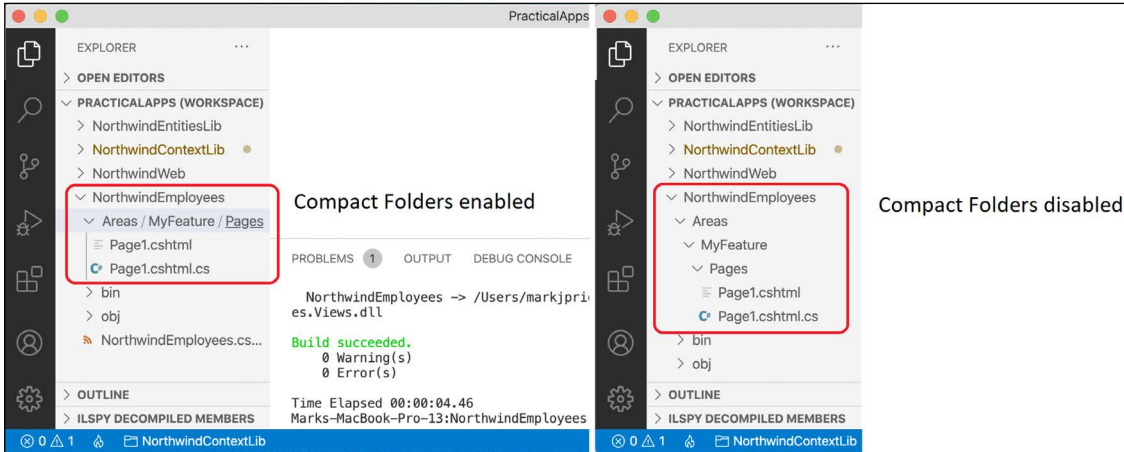 PracticalApps
EXPLORER ...
> OPEN EDITORS
PRACTICALAPPS (WORKSPACE)
> NorthwindEntitiesLib
> NorthwindContextLib
> NorthwindWeb
NorthwindEmployees
Areas / MyFeature / Pages
Page1.cshtml
C# Page1.cshtml.cs
> bin
> obj
NorthwindEmployees.cs...
> OUTLINE
> ILSPY DECOMPILED MEMBERS
0 1 NorthwindContextLib
Compact Folders enabled
PROBLEMS 1 OUTPUT DEBUG CONSOLE
NorthwindEmployees -> /Users/markjpri
es.Views.dll
Build succeeded.
0 Warning(s)
0 Error(s)
Time Elapsed 00:00:04.46
Marks-MacBook-Pro-13:NorthwindEmployees
EXPLORER ...
> OPEN EDITORS
PRACTICALAPPS (WORKSPACE)
> NorthwindEntitiesLib
> NorthwindContextLib
> NorthwindWeb
NorthwindEmployees
Areas
MyFeature
Pages
Page1.cshtml
C# Page1.cshtml.cs
> bin
> obj
> OUTLINE
> ILSPY DECOMPILED MEMBERS
0 1 NorthwindContextLib
Compact Folders disabled